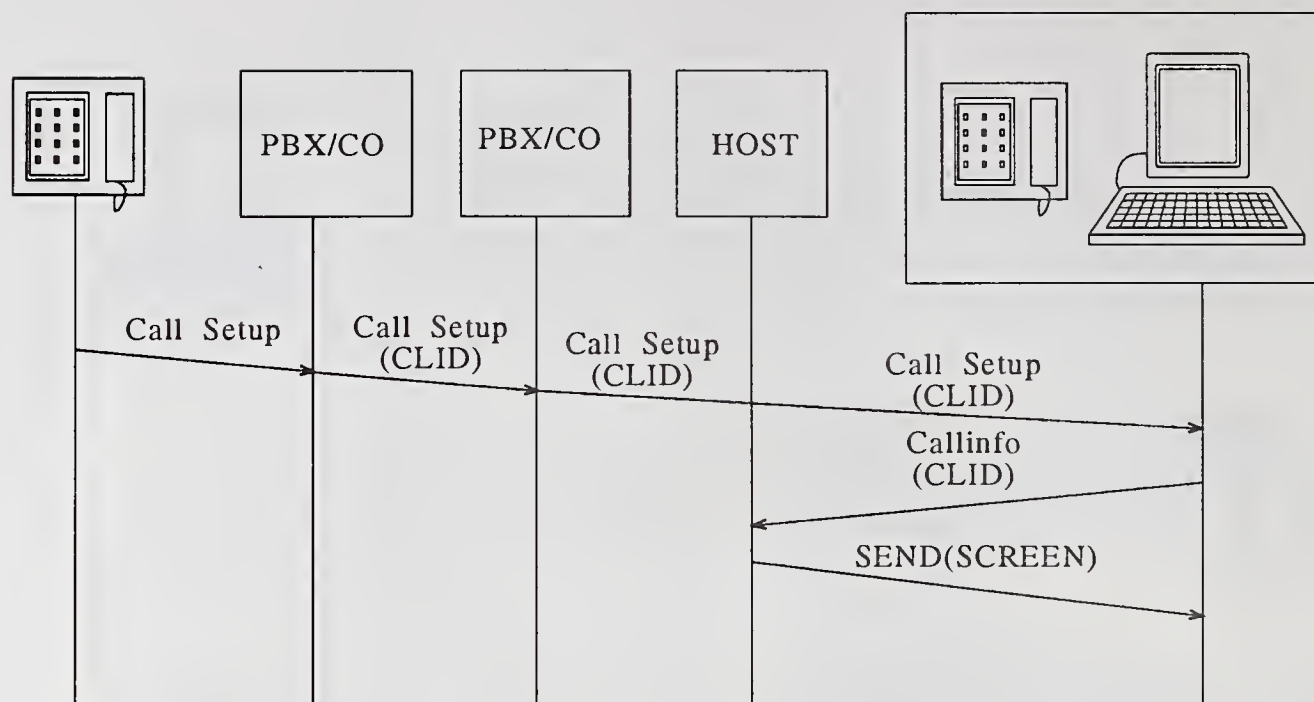 PBX/CO
PBX/CO
HOST
Call Setup
Call Setup
(CLID)
Call Setup
(CLID)
Call Setup
(CLID)
Callinfo
(CLID)
SEND(SCREEN)